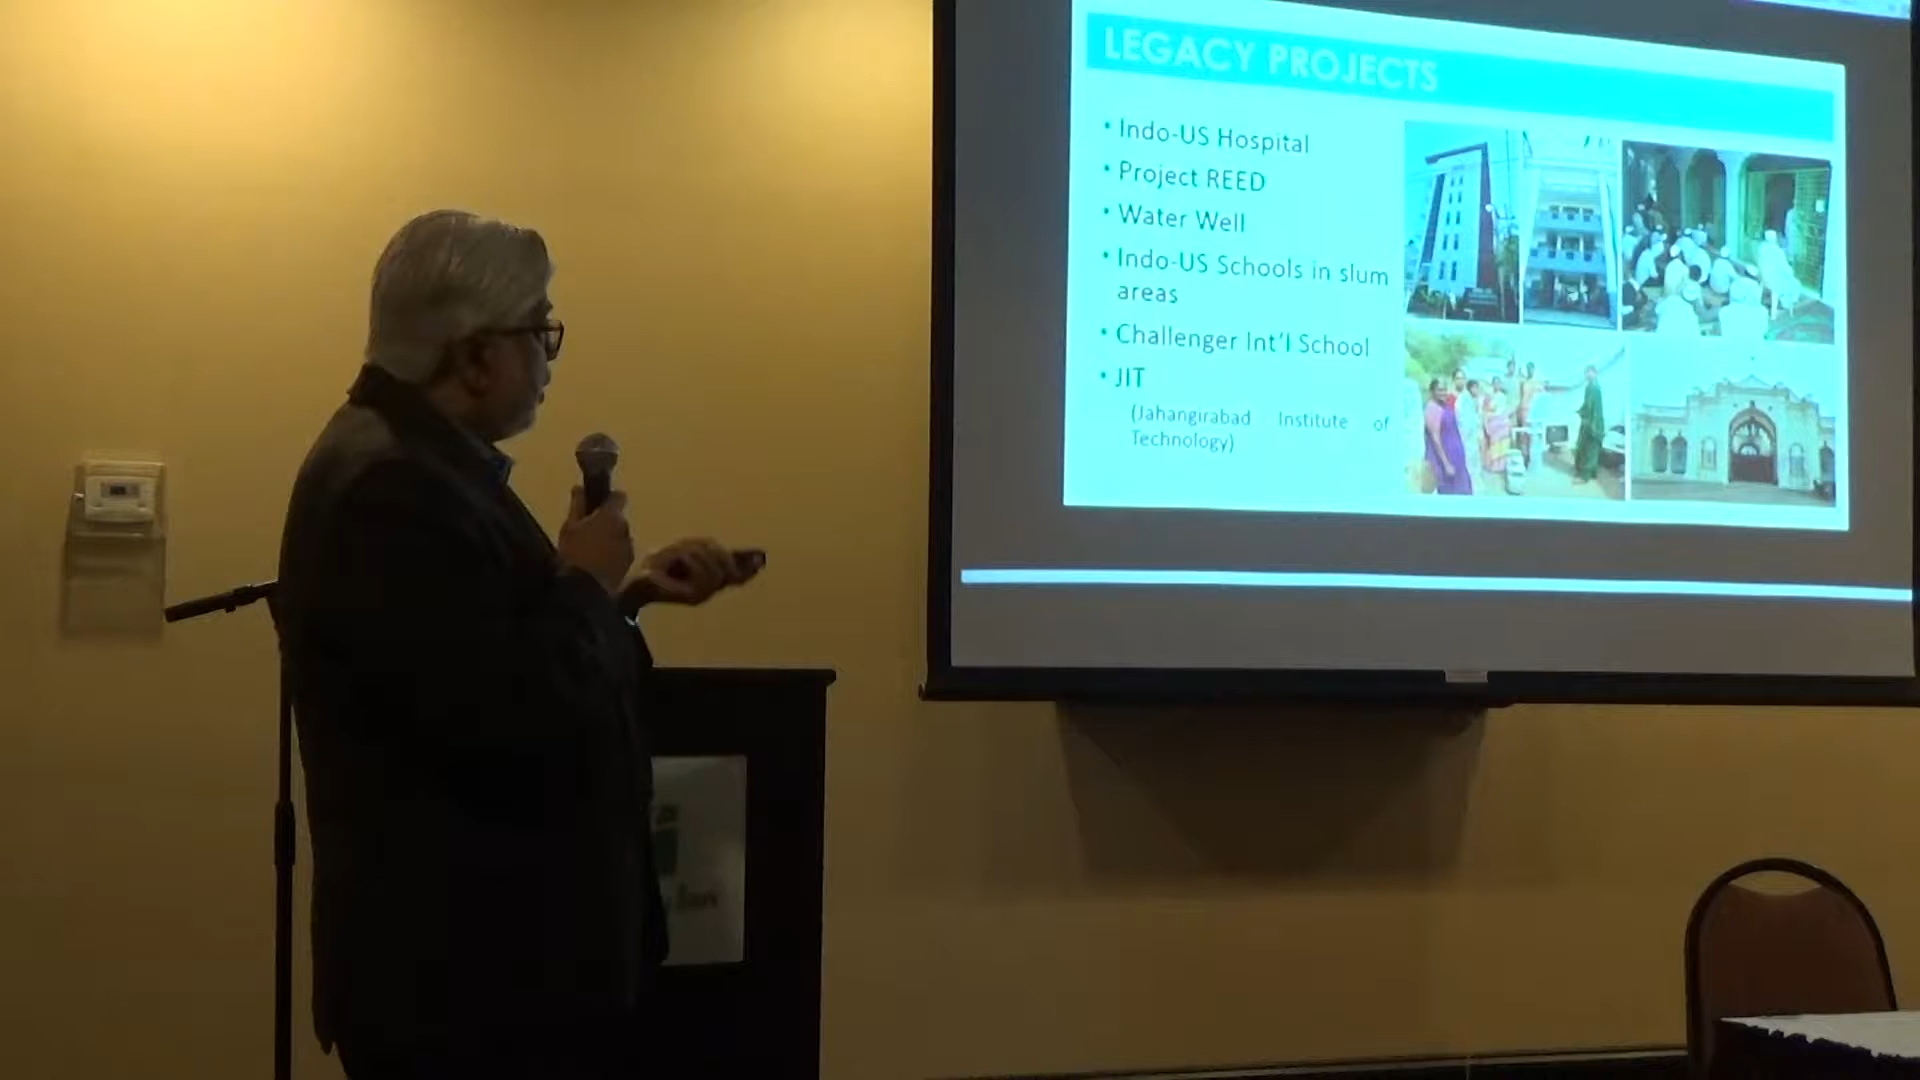 LEGACY PROJECTS
• Indo-US Hospital
• Project REED
• Water Well
• Indo-US Schools in slum
areas
• Challenger Int'l School
• JIT
(Jahangirabad Institute of
Technology)